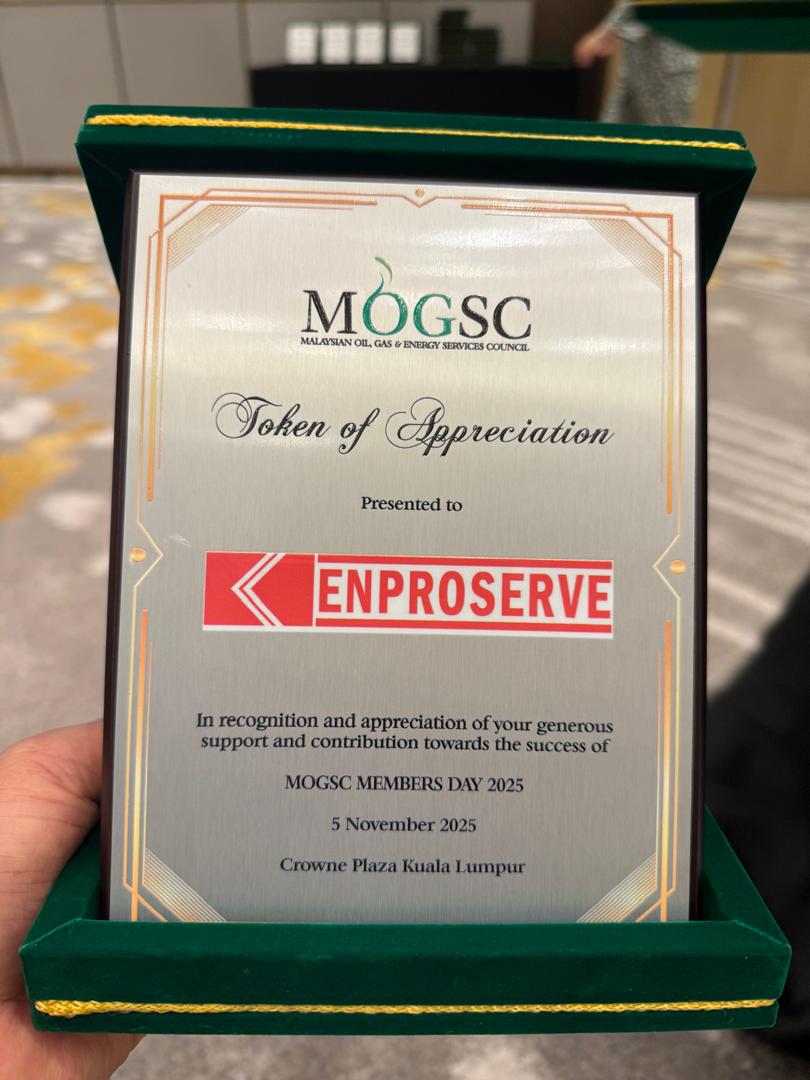 MOGSC
MALAYSIAN OIL, GAS & ENERGY SERVICES COUNCIL
Token of Appreciation
Presented to
ENPROSERVE
In recognition and appreciation of your generous
support and contribution towards the success of
MOGSC MEMBERS DAY 2025
5 November 2025
Crowne Plaza Kuala Lumpur